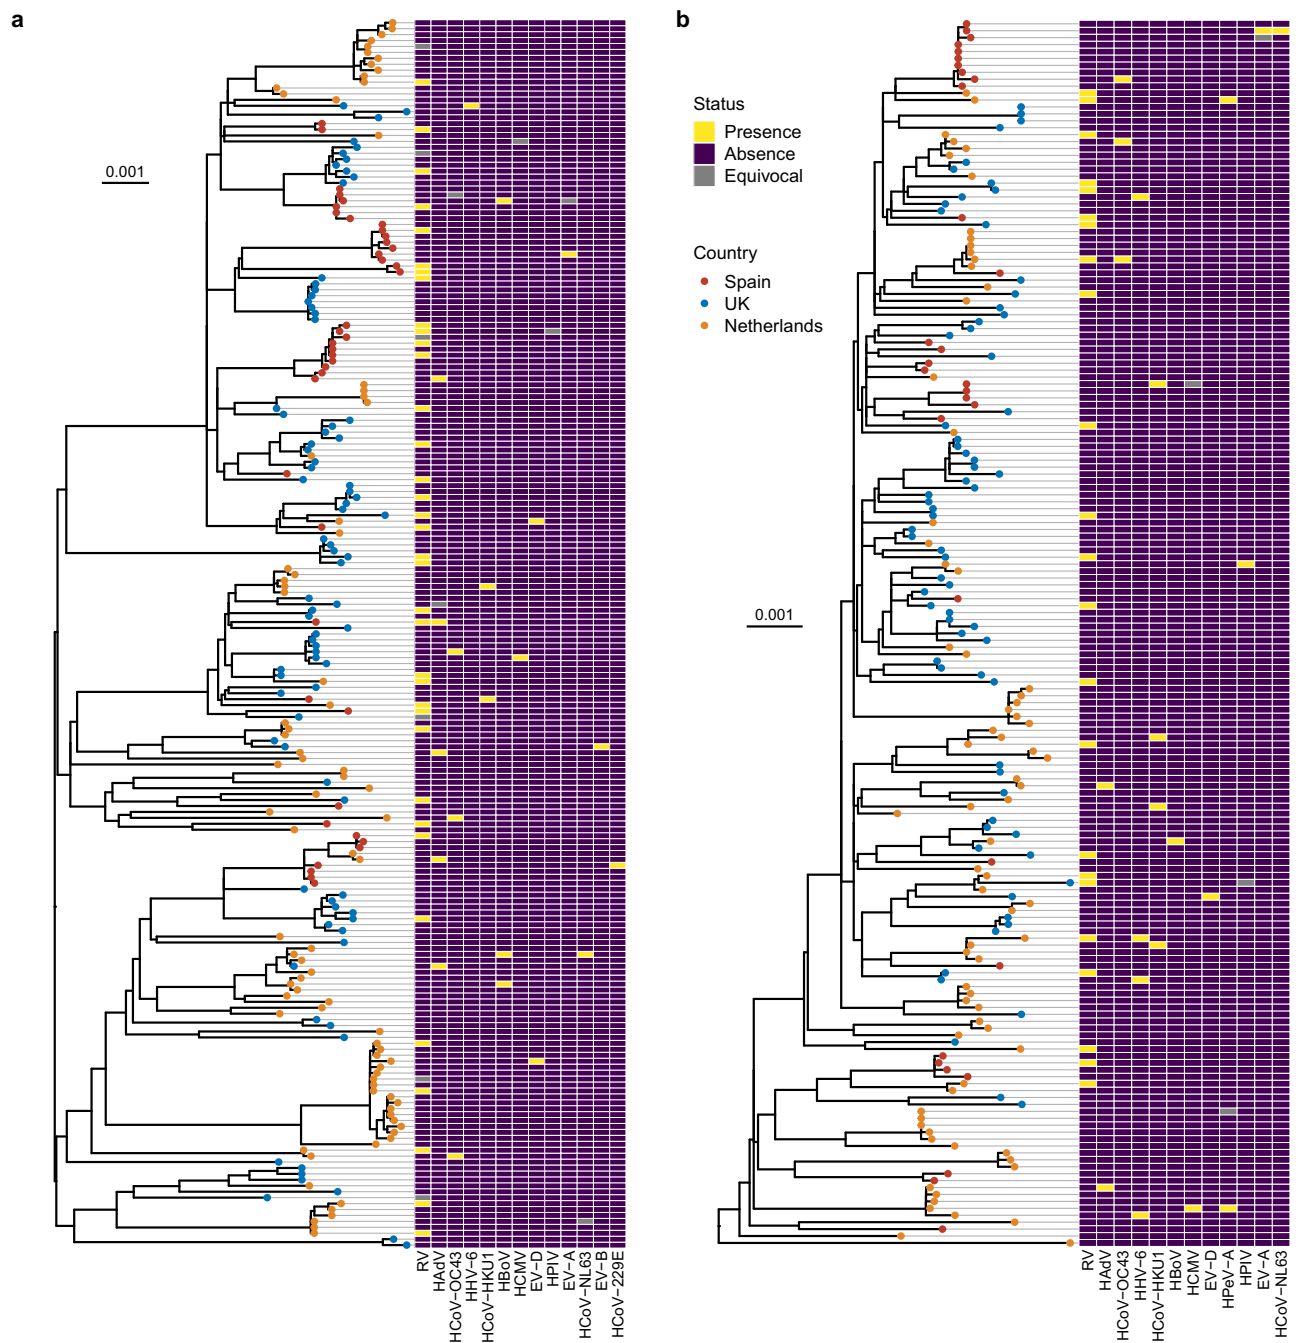 a
b
0.001
Status
Presence
Absence
Equivocal
Country
Spain
UK
Netherlands
0.001
RV
HAdV
HCoV−OC43
HHV−6
HCoV−HKU1
HBoV
HCMV
EV−D
HPIV
EV−A
HCoV−NL63
EV−B
HCoV−229E
RV
HAdV
HCoV−OC43
HHV−6
HCoV−HKU1
HBoV
HCMV
EV−D
HPeV−A
HPIV
EV−A
HCoV−NL63